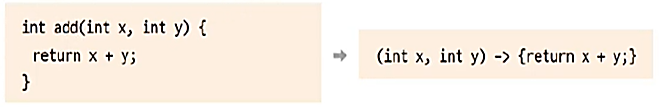 int add(int x, int y) {
return x + y;
}
(int x, int y) -> {return x + y;}